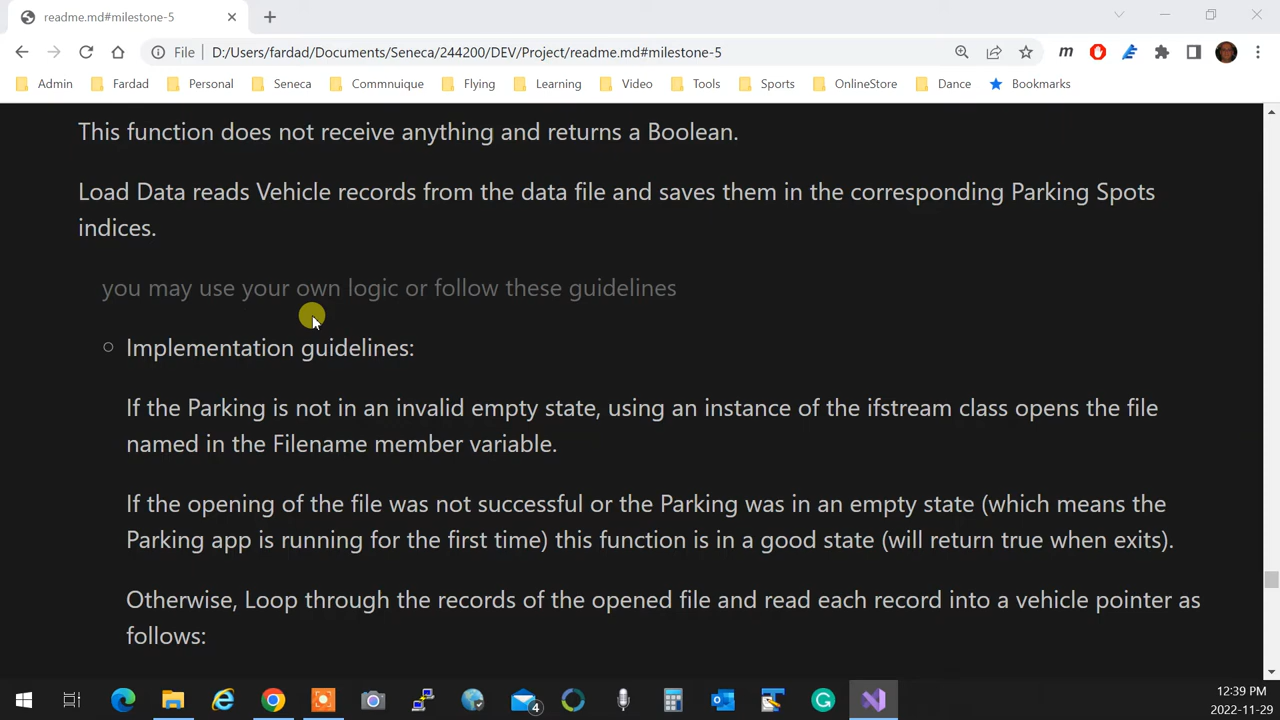 readme.md#milestone-5
File D:/Users/fardad/Documents/Seneca/244200/DEV/Project/readme.md#milestone-5
Admin Fardad Personal Seneca Commnuique Flying Learning Video Tools Sports OnlineStore Dance Bookmarks
This function does not receive anything and returns a Boolean.
Load Data reads Vehicle records from the data file and saves them in the corresponding Parking Spots
indices.
you may use your own logic or follow these guidelines
Implementation guidelines:
If the Parking is not in an invalid empty state, using an instance of the ifstream class opens the file
named in the Filename member variable.
If the opening of the file was not successful or the Parking was in an empty state (which means the
Parking app is running for the first time) this function is in a good state (will return true when exits).
Otherwise, Loop through the records of the opened file and read each record into a vehicle pointer as
follows:
4
12:39 PM
2022-11-29